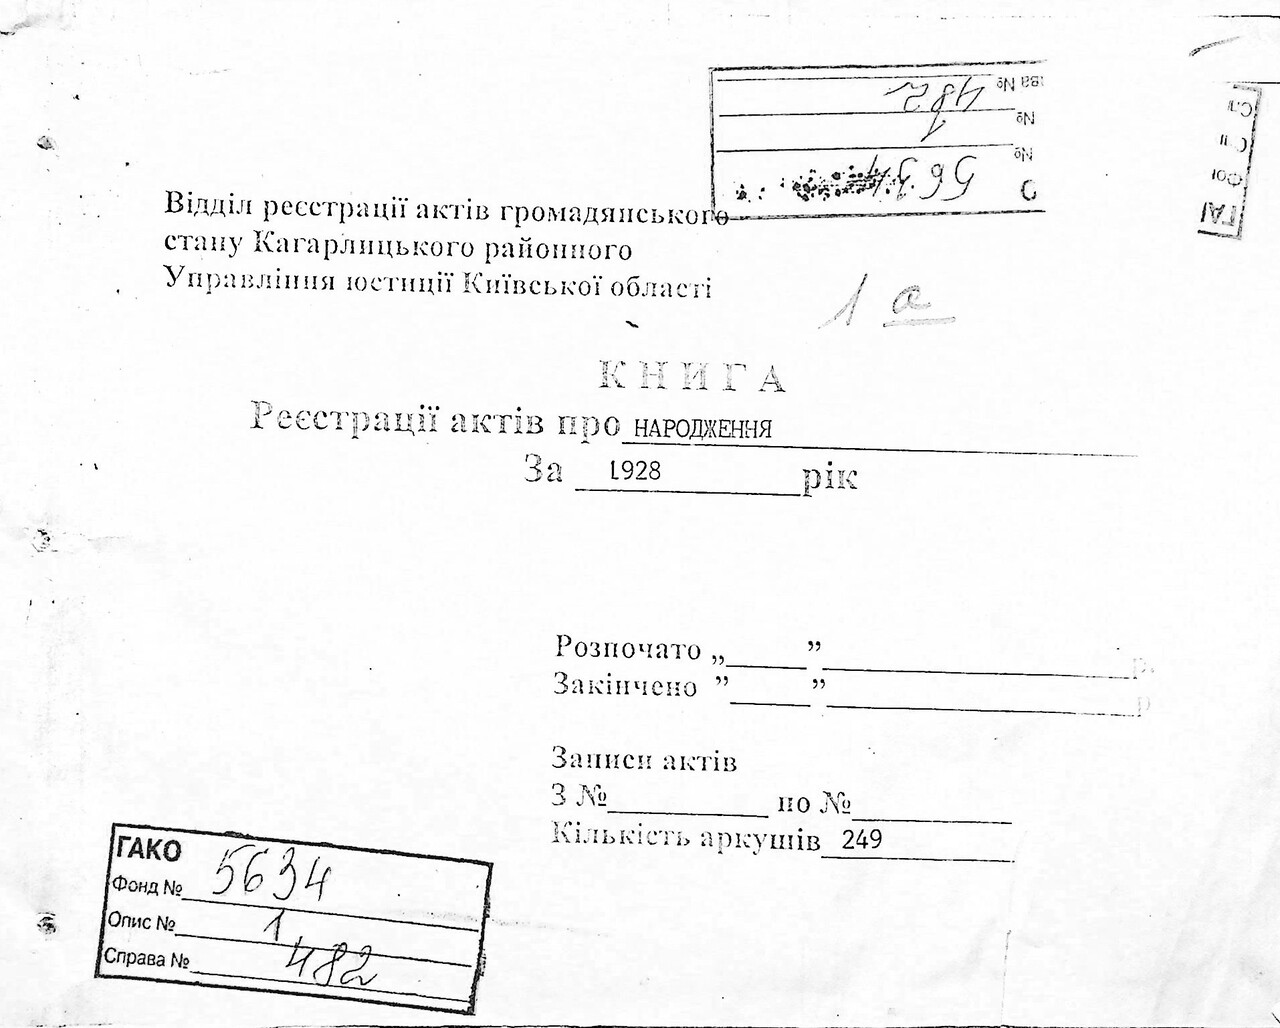 ва № 482
№ 1
№ 5634
Відділ реєстрації актів громадянського
стану Кагарлицького районного
Управління юстиції Київської області
1 а
КНИГА
Реєстрації актів про НАРОДЖЕННЯ
За 1928 рік
Розпочато „ ” р.
Закінчено ” ” р
Записи актів
З № по №
Кількість аркушів 249
ГАКО
Фонд № 5634
Опис № 1
Справа № 482